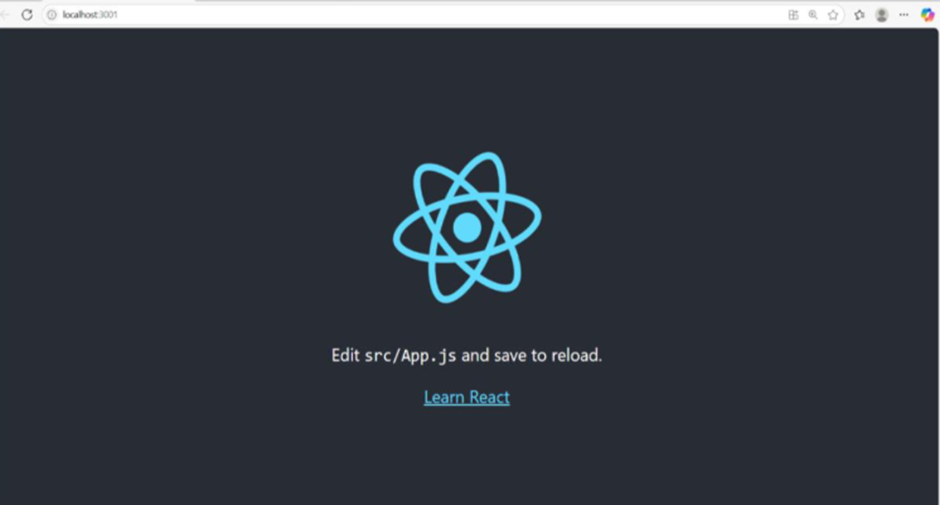 localhost:3001
Edit src/App.js and save to reload.
Learn React